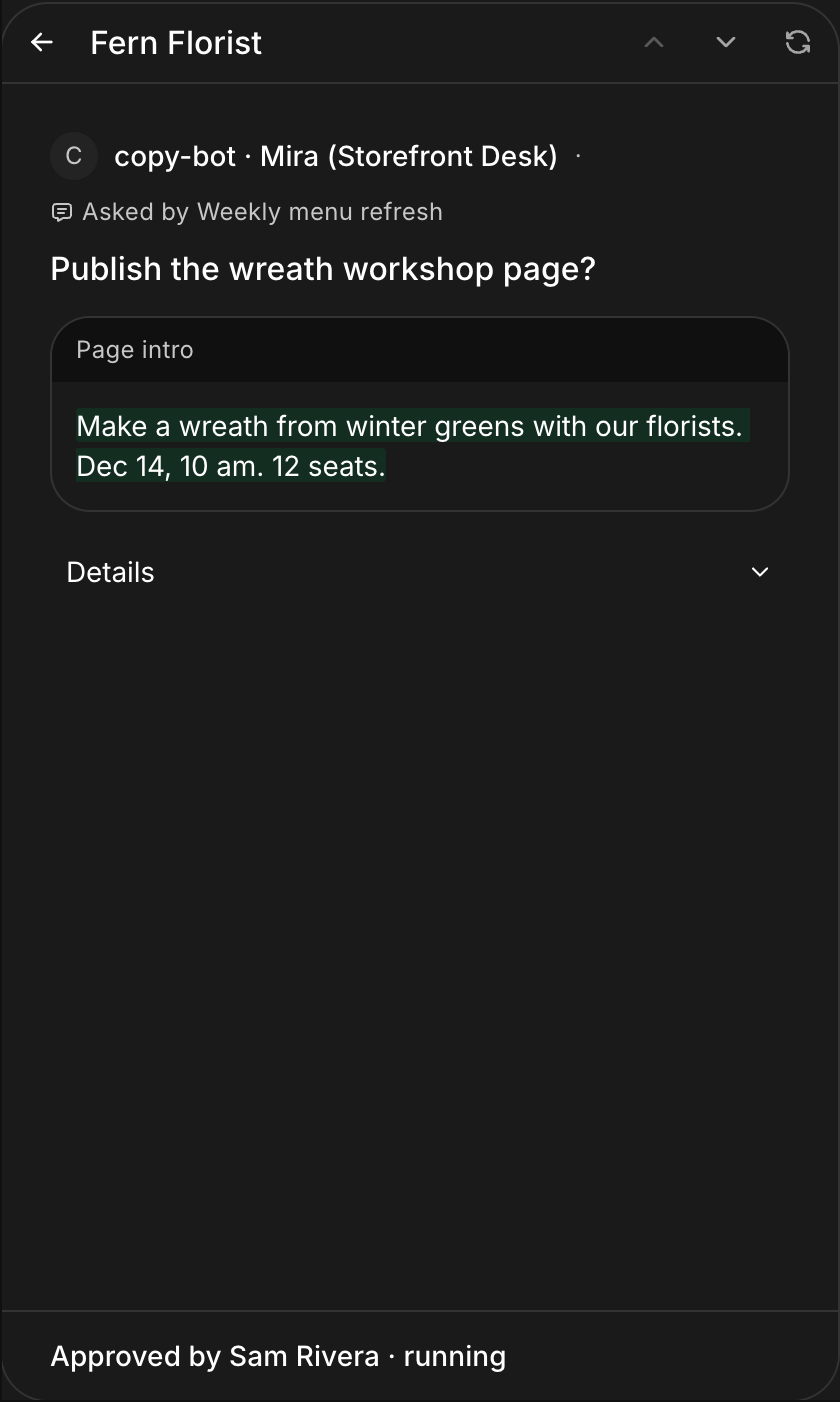 Fern Florist
C
copy-bot · Mira (Storefront Desk) ·
Asked by Weekly menu refresh
Publish the wreath workshop page?
Page intro
Make a wreath from winter greens with our florists.
Dec 14, 10 am. 12 seats.
Details
Approved by Sam Rivera · running